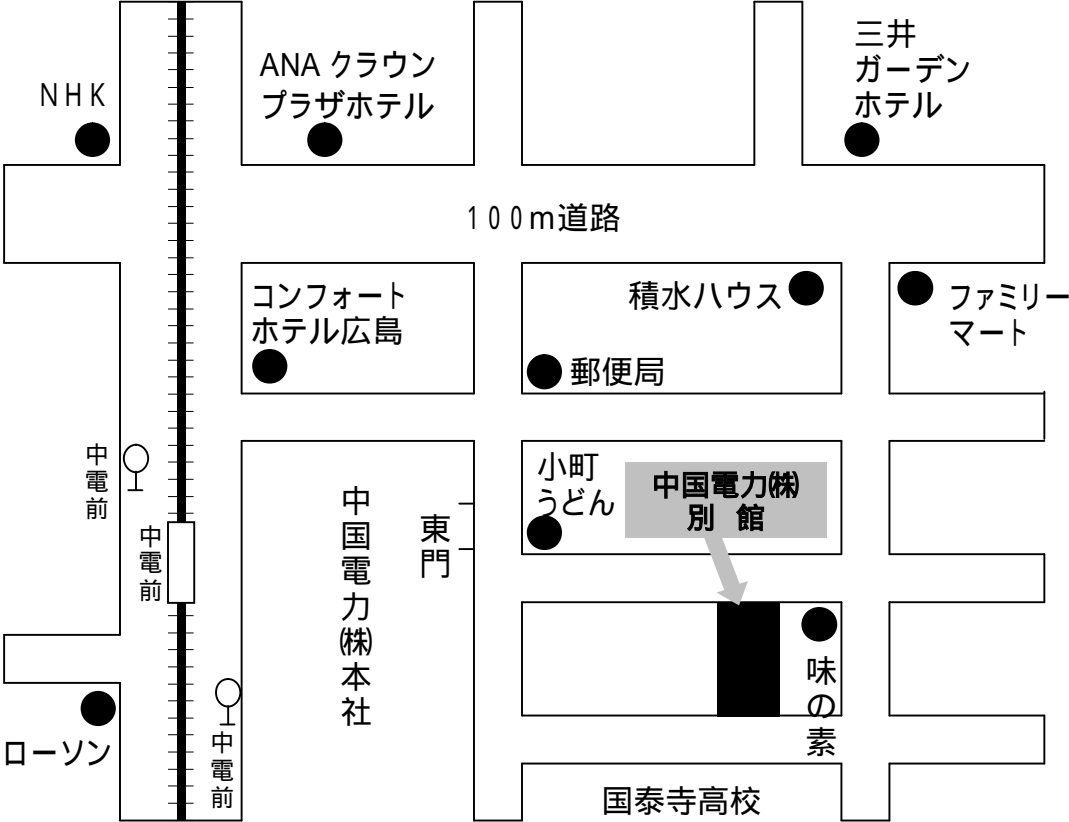 NHK
ANA クラウン
プラザホテル
三井
ガーデン
ホテル
100m道路
コンフォート
ホテル広島
積水ハウス
ファミリー
マート
郵便局
中電前
中電前
中国電力㈱本社
東門
小町
うどん
中国電力㈱
別 館
味の素
ローソン
中電前
国泰寺高校